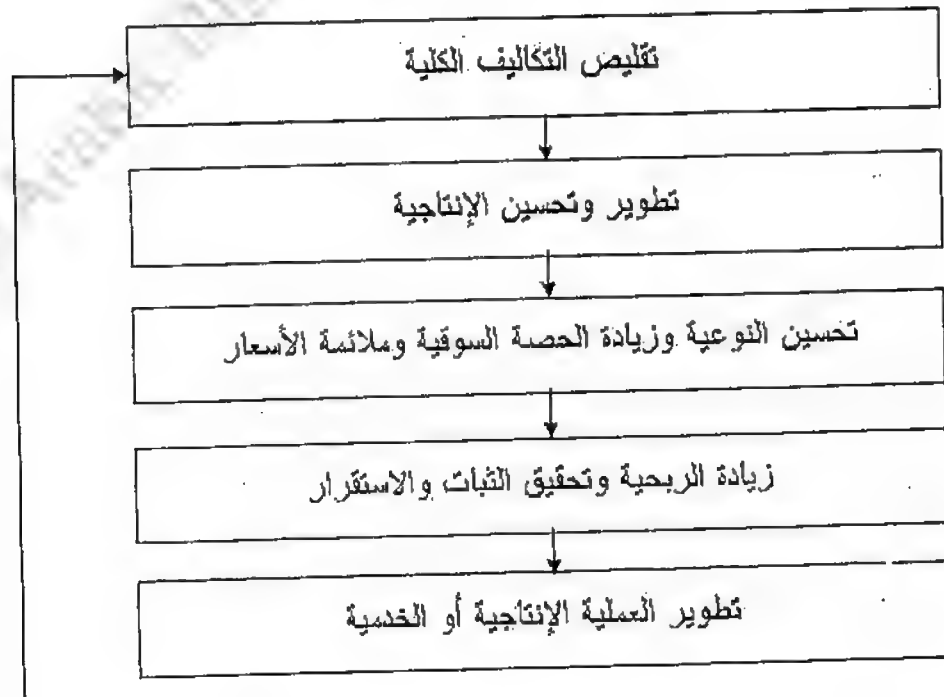 تقليص التكاليف الكلية
تطوير وتحسين الإنتاجية
تحسين النوعية وزيادة الحصة السوقية وملائمة الأسعار
زيادة الربحية وتحقيق الثبات والاستقرار
تطوير العملية الإنتاجية أو الخدمية